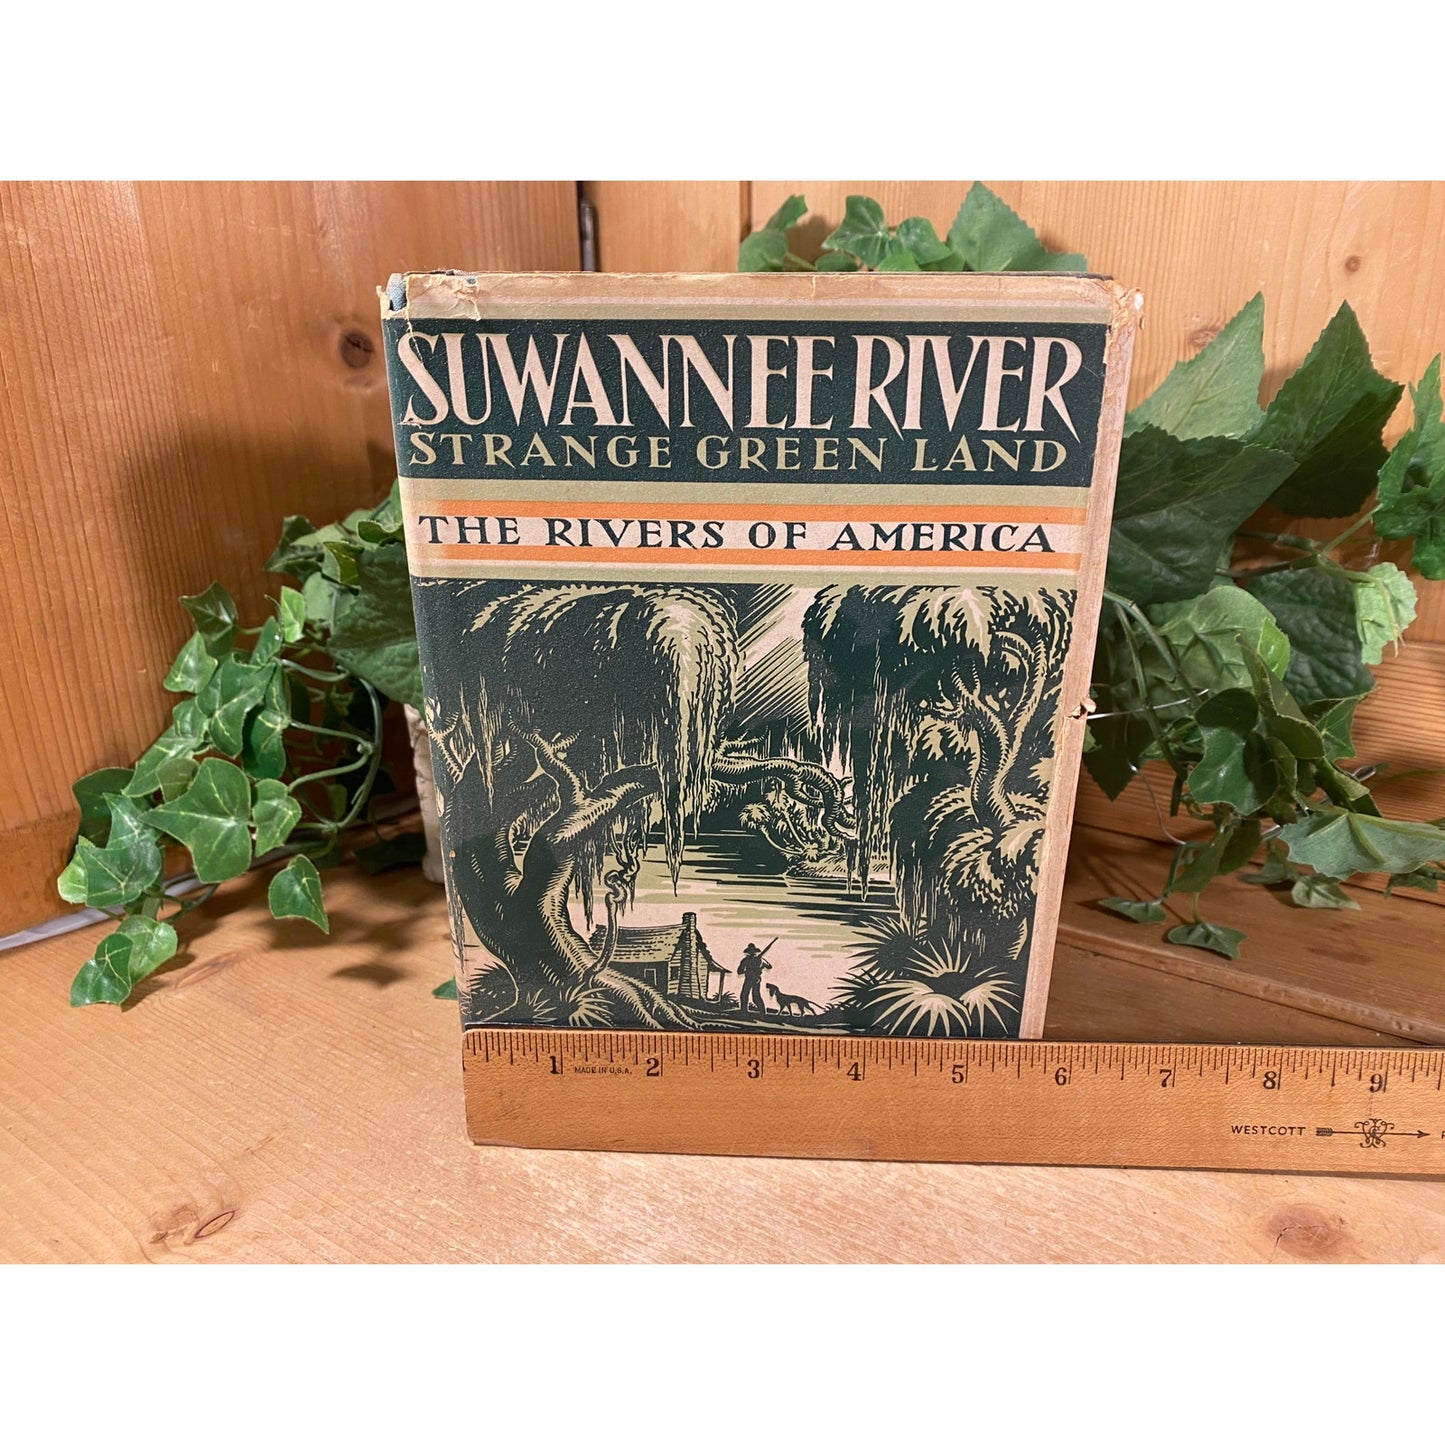 SUWANNEE RIVER
STRANGE GREEN LAND
THE RIVERS OF AMERICA
1 2 3 4 5 6 7 8 9
MADE IN U.S.A.
WESTCOTT